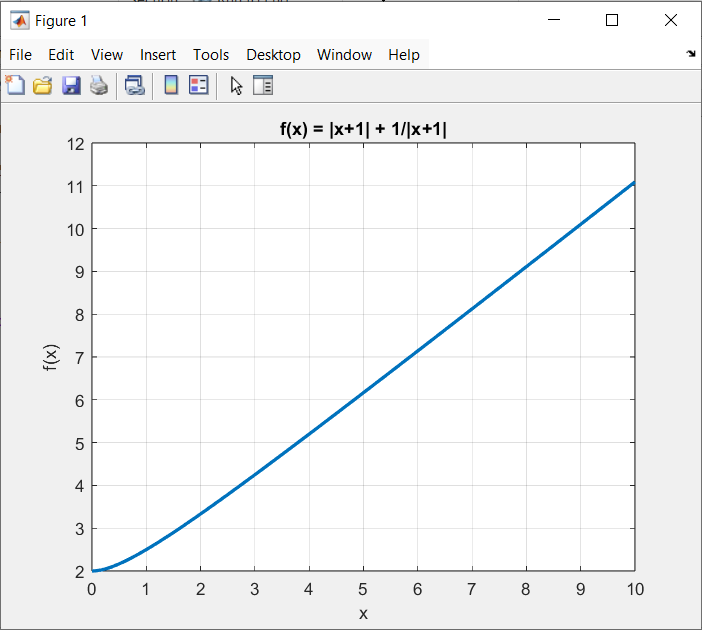 Figure 1
File Edit View Insert Tools Desktop Window Help
f(x) = |x+1| + 1/|x+1|
12
11
10
9
8
7
6
5
4
3
2
f(x)
0 1 2 3 4 5 6 7 8 9 10
x